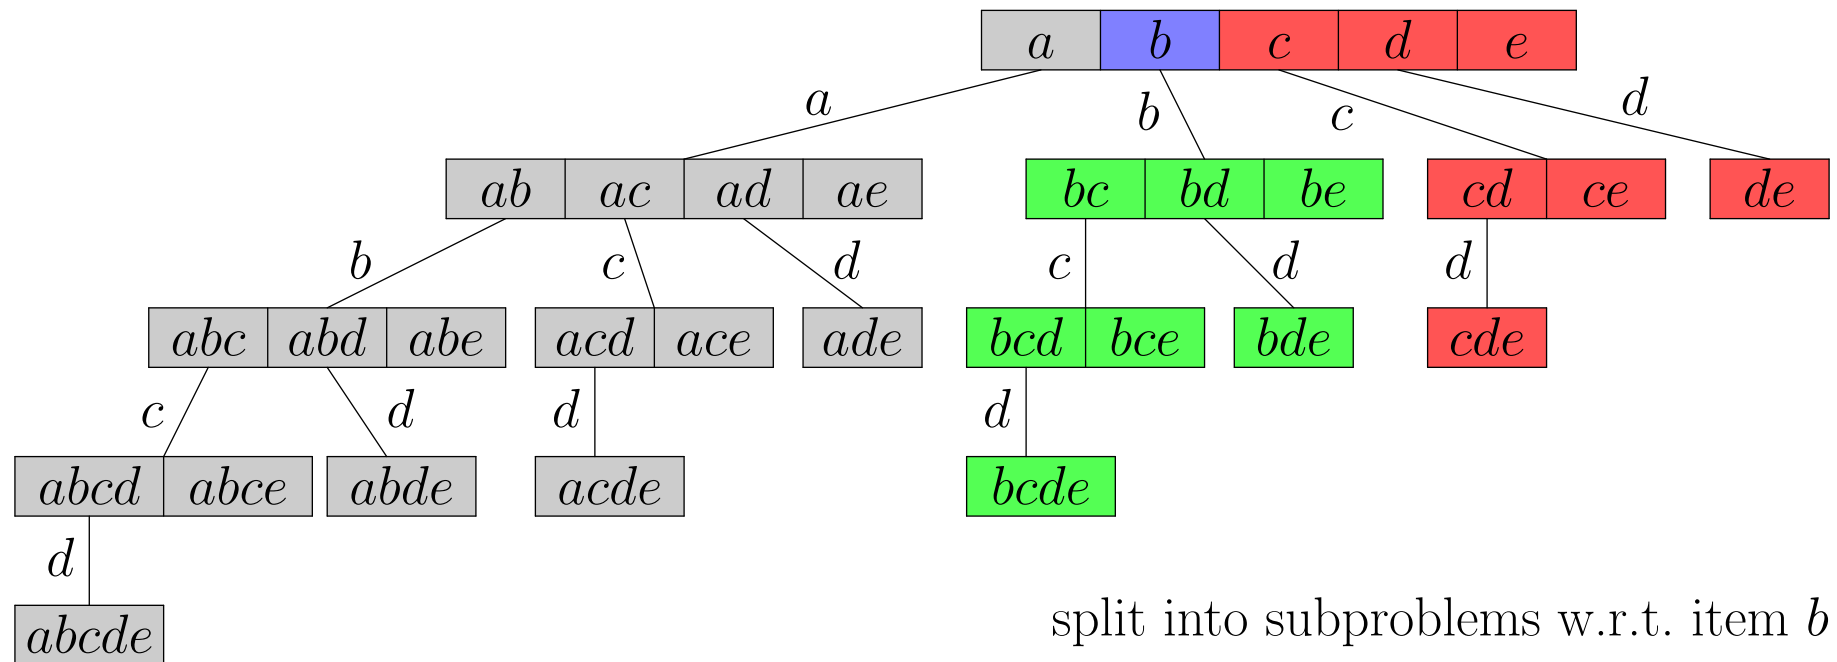 a b c d e
a b c d
ab ac ad ae bc bd be cd ce de
b c d c d d
abc abd abe acd ace ade bcd bce bde cde
c d d d
abcd abce abde acde bcde
d
abcde
split into subproblems w.r.t. item b